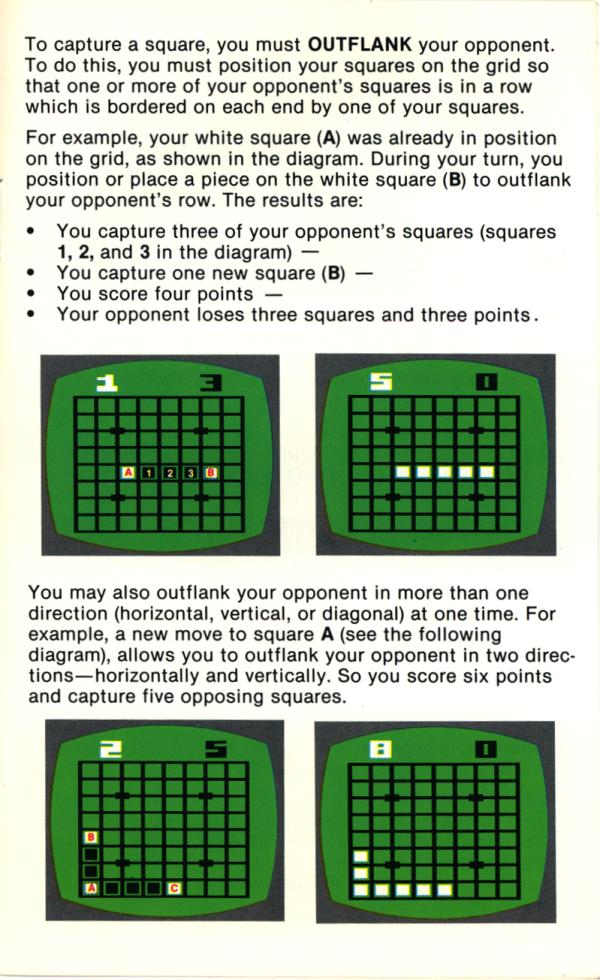 To capture a square, you must OUTFLANK your opponent.
To do this, you must position your squares on the grid so
that one or more of your opponent's squares is in a row
which is bordered on each end by one of your squares.
For example, your white square (A) was already in position
on the grid, as shown in the diagram. During your turn, you
position or place a piece on the white square (B) to outflank
your opponent's row. The results are:
• You capture three of your opponent's squares (squares
1, 2, and 3 in the diagram) —
• You capture one new square (B) —
• You score four points —
• Your opponent loses three squares and three points.
1 3
A 1 2 3 B
5 0
You may also outflank your opponent in more than one
direction (horizontal, vertical, or diagonal) at one time. For
example, a new move to square A (see the following
diagram), allows you to outflank your opponent in two direc-
tions—horizontally and vertically. So you score six points
and capture five opposing squares.
2 5
B
A C
8 0